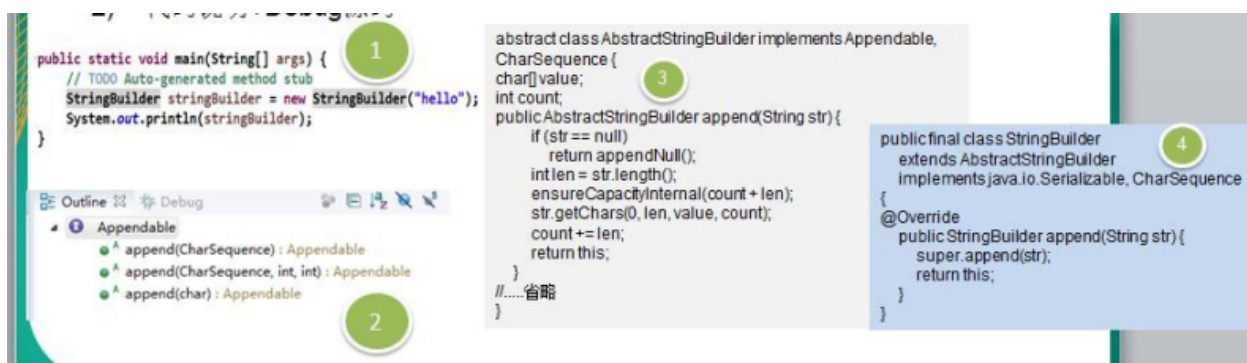 Debug
1
public static void main(String[] args) {
// TODO Auto-generated method stub
StringBuilder stringBuilder = new StringBuilder("hello");
System.out.println(stringBuilder);
}
Outline Debug
Appendable
append(CharSequence) : Appendable
append(CharSequence, int, int) : Appendable
append(char) : Appendable
2
abstract class AbstractStringBuilder implements Appendable,
CharSequence {
3
char[] value;
int count;
public AbstractStringBuilder append(String str) {
if (str == null)
return appendNull();
int len = str.length();
ensureCapacityInternal(count + len);
str.getChars(0, len, value, count);
count += len;
return this;
}
//.....省略
}
4
public final class StringBuilder
extends AbstractStringBuilder
implements java.io.Serializable, CharSequence
{
@Override
public StringBuilder append(String str) {
super.append(str);
return this;
}
}